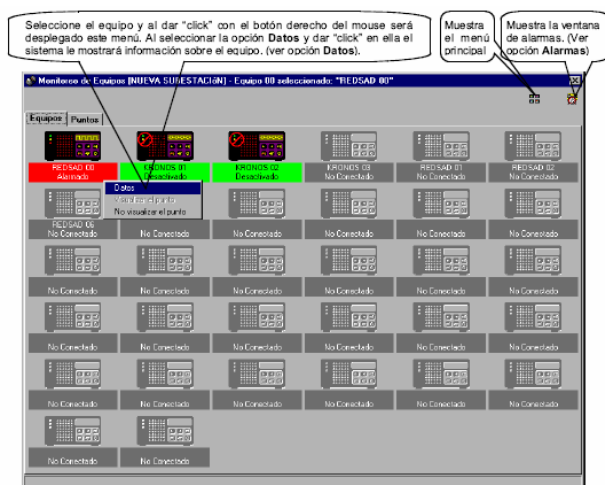 Seleccione el equipo y al dar "click" con el botón derecho del mouse será
desplegado este menú. Al seleccionar la opción Datos y dar "click" en ella el
sistema le mostrará información sobre el equipo. (ver opción Datos).
Muestra
el menú
principal
Muestra la ventana
de alarmas. (Ver
opción Alarmas)
Monitoreo de Equipos [NUEVA SUBESTACIóN] - Equipo 00 seleccionado: "REDSAD 00"
Equipos Puntos
REDSAD 00 KRONOS 01 KRONOS 02 KRONOS 03 REDSAD 01 REDSAD 02
Alarmado Desactivado Desactivado No Conectado No Conectado No Conectado
Datos
Visualizar el punto
No visualizar el punto
REDSAD 06
No Conectado No Conectado No Conectado No Conectado No Conectado No Conectado
No Conectado No Conectado No Conectado No Conectado No Conectado No Conectado
No Conectado No Conectado No Conectado No Conectado No Conectado No Conectado
No Conectado No Conectado No Conectado No Conectado No Conectado No Conectado
No Conectado No Conectado